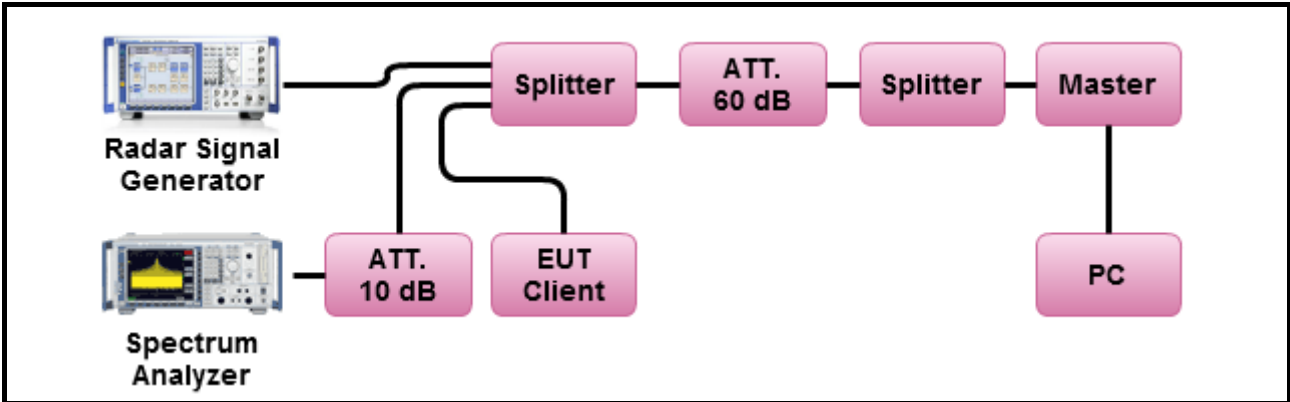 Radar Signal
Generator
Spectrum
Analyzer
ATT.
10 dB
EUT
Client
Splitter
ATT.
60 dB
Splitter
Master
PC